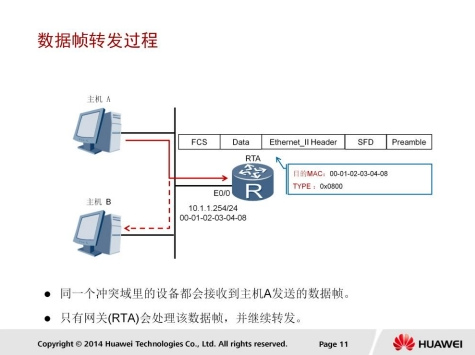 数据帧转发过程
主机 A
FCS Data Ethernet_II Header SFD Preamble
RTA
目的MAC：00-01-02-03-04-08
TYPE ：0x0800
R
E0/0
主机 B
10.1.1.254/24
00-01-02-03-04-08
● 同一个冲突域里的设备都会接收到主机A发送的数据帧。
● 只有网关(RTA)会处理该数据帧，并继续转发。
Copyright © 2014 Huawei Technologies Co., Ltd. All rights reserved. Page 11 HUAWEI